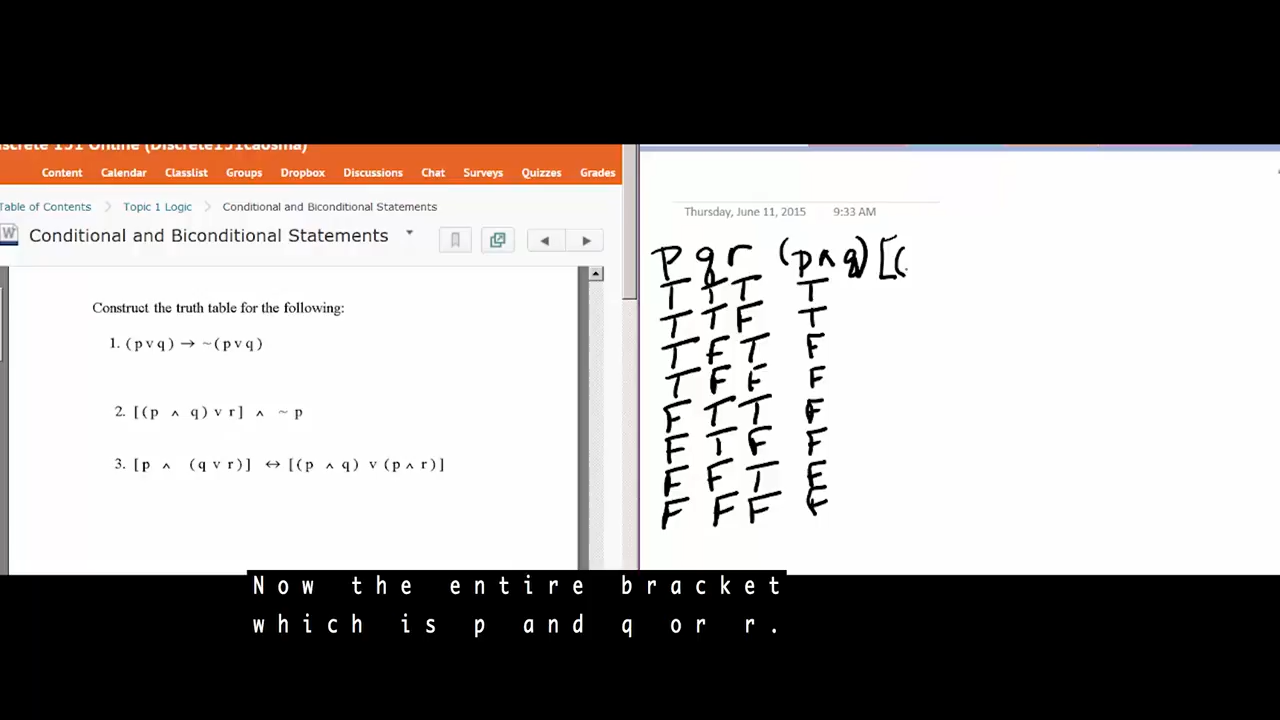 Discrete 151 Online (Discrete151caosma)
Content Calendar Classlist Groups Dropbox Discussions Chat Surveys Quizzes Grades
Table of Contents Topic 1 Logic Conditional and Biconditional Statements
W Conditional and Biconditional Statements
Construct the truth table for the following:
1. (p ∨ q) → ~(p ∨ q)
2. [(p ∧ q) ∨ r] ∧ ~ p
3. [p ∧ (q ∨ r)] ↔ [(p ∧ q) ∨ (p ∧ r)]
Thursday, June 11, 2015 9:33 AM
p q r (p ∧ q) [(
T T T T
T T F T
T F T F
T F F F
F T T F
F T F F
F F T F
F F F F
Now the entire bracket
which is p and q or r.